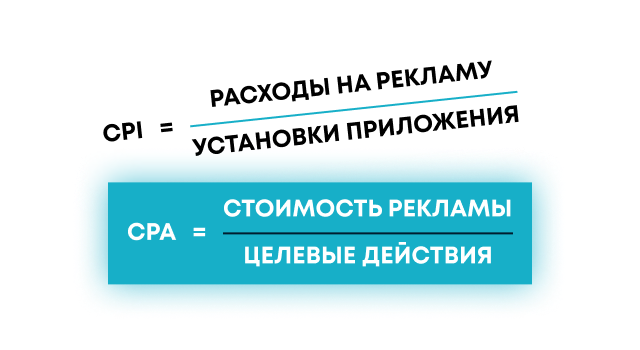 РАСХОДЫ НА РЕКЛАМУ
CPI =
УСТАНОВКИ ПРИЛОЖЕНИЯ
СТОИМОСТЬ РЕКЛАМЫ
CPA =
ЦЕЛЕВЫЕ ДЕЙСТВИЯ